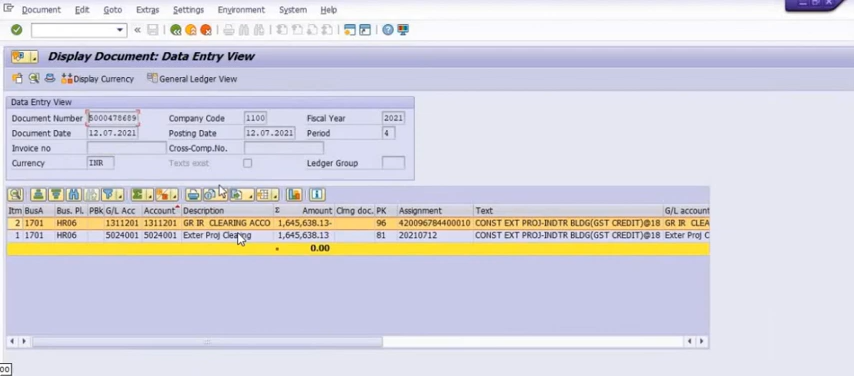 Document Edit Goto Extras Settings Environment System Help
Display Document: Data Entry View
Display Currency General Ledger View
Data Entry View
Document Number 5000478689 Company Code 1100 Fiscal Year 2021
Document Date 12.07.2021 Posting Date 12.07.2021 Period 4
Invoice no Cross-Comp.No.
Currency INR Texts exist Ledger Group
Itm BusA Bus. Pl. PBk G/L Acc Account Description Σ Amount Clrng doc. PK Assignment Text G/L account
2 1701 HR06 1311201 1311201 GR IR CLEARING ACCO 1,645,638.13- 96 420096784400010 CONST EXT PROJ-INDTR BLDG(GST CREDIT)@18 GR IR CLEA
1 1701 HR06 5024001 5024001 Exter Proj Clearing 1,645,638.13 81 20210712 CONST EXT PROJ-INDTR BLDG(GST CREDIT)@18 Exter Proj C
0.00
00